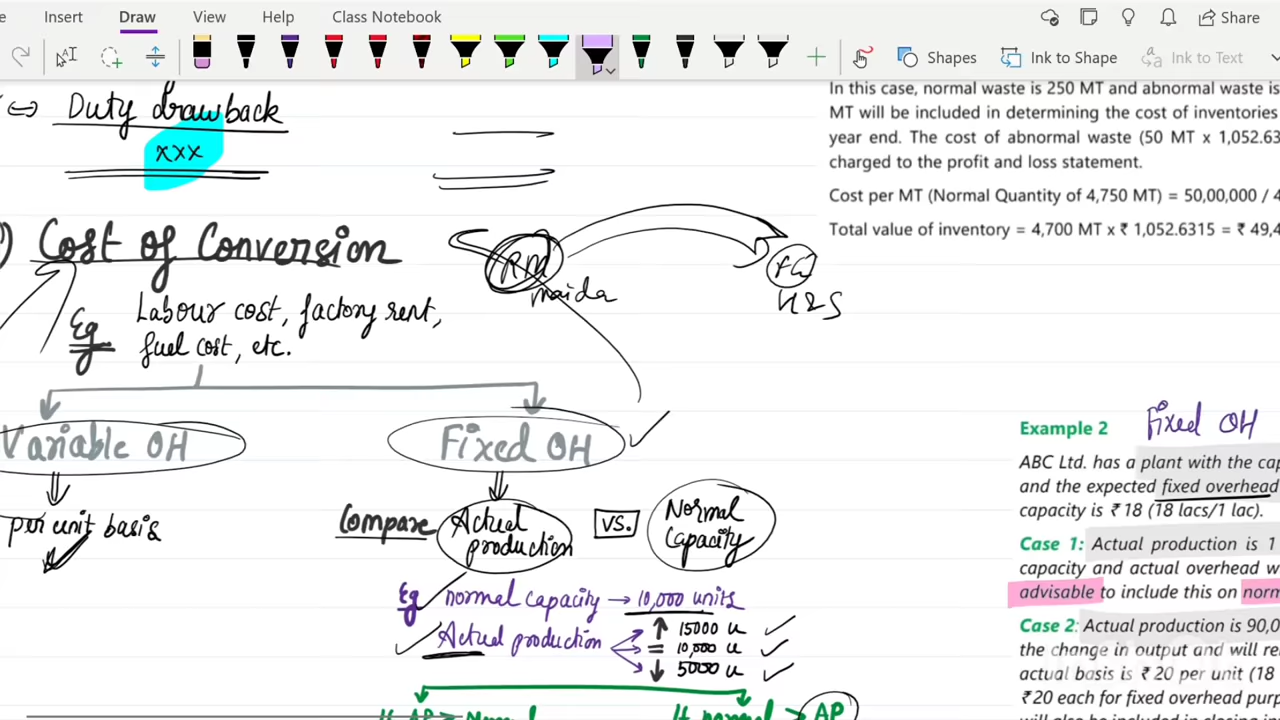 Insert Draw View Help Class Notebook Share
Shapes Ink to Shape Ink to Text
Duty drawback
xxx
Cost of Conversion
Eg Labour cost, factory rent,
fuel cost, etc.
RM
maida
FG
Variable OH
per unit basis
Fixed OH
Compare Actual production vs. Normal Capacity
Eg normal capacity → 10,000 units
Actual production
↑ 15000 u
= 10,000 u
↓ 5000 u
AP
In this case, normal waste is 250 MT and abnormal waste is
MT will be included in determining the cost of inventories
year end. The cost of abnormal waste (50 MT x 1,052.63
charged to the profit and loss statement.
Cost per MT (Normal Quantity of 4,750 MT) = 50,00,000 / 4
Total value of inventory = 4,700 MT x ₹ 1,052.6315 = ₹ 49,4
Example 2 Fixed OH
ABC Ltd. has a plant with the cap
and the expected fixed overhead
capacity is ₹ 18 (18 lacs/1 lac).
Case 1: Actual production is 1
capacity and actual overhead w
advisable to include this on norm
Case 2: Actual production is 90,0
the change in output and will re
actual basis is ₹ 20 per unit (18
₹20 each for fixed overhead purp